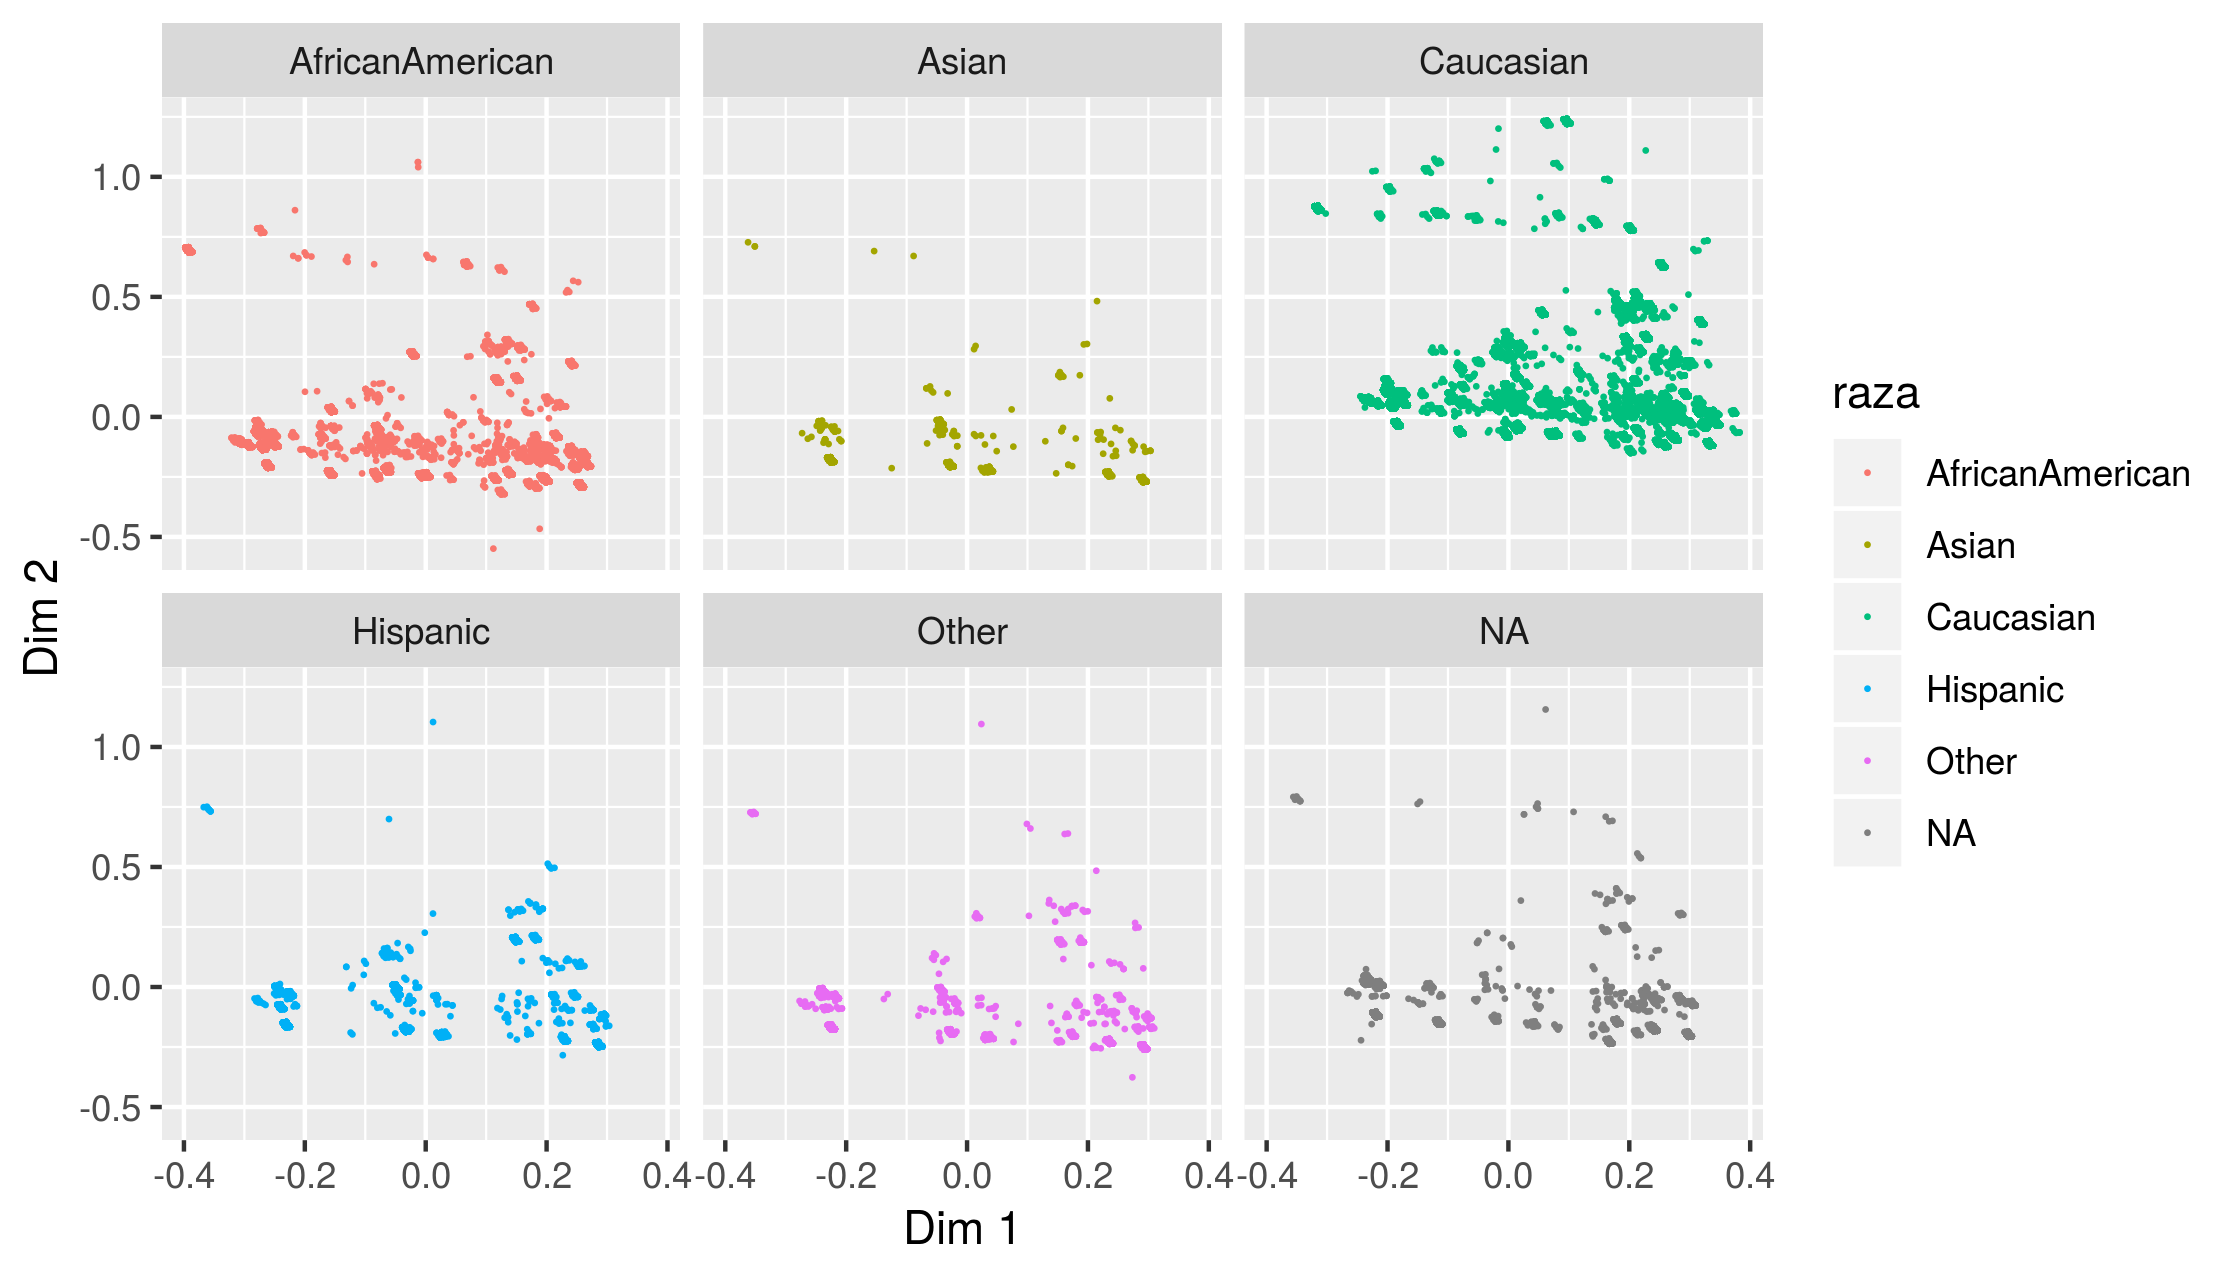 AfricanAmerican Asian Caucasian
1.0
0.5
0.0
-0.5
Hispanic Other NA
1.0
0.5
0.0
-0.5
-0.4 -0.2 0.0 0.2 0.4 -0.4 -0.2 0.0 0.2 0.4 -0.4 -0.2 0.0 0.2 0.4
Dim 1
Dim 2
raza
AfricanAmerican
Asian
Caucasian
Hispanic
Other
NA